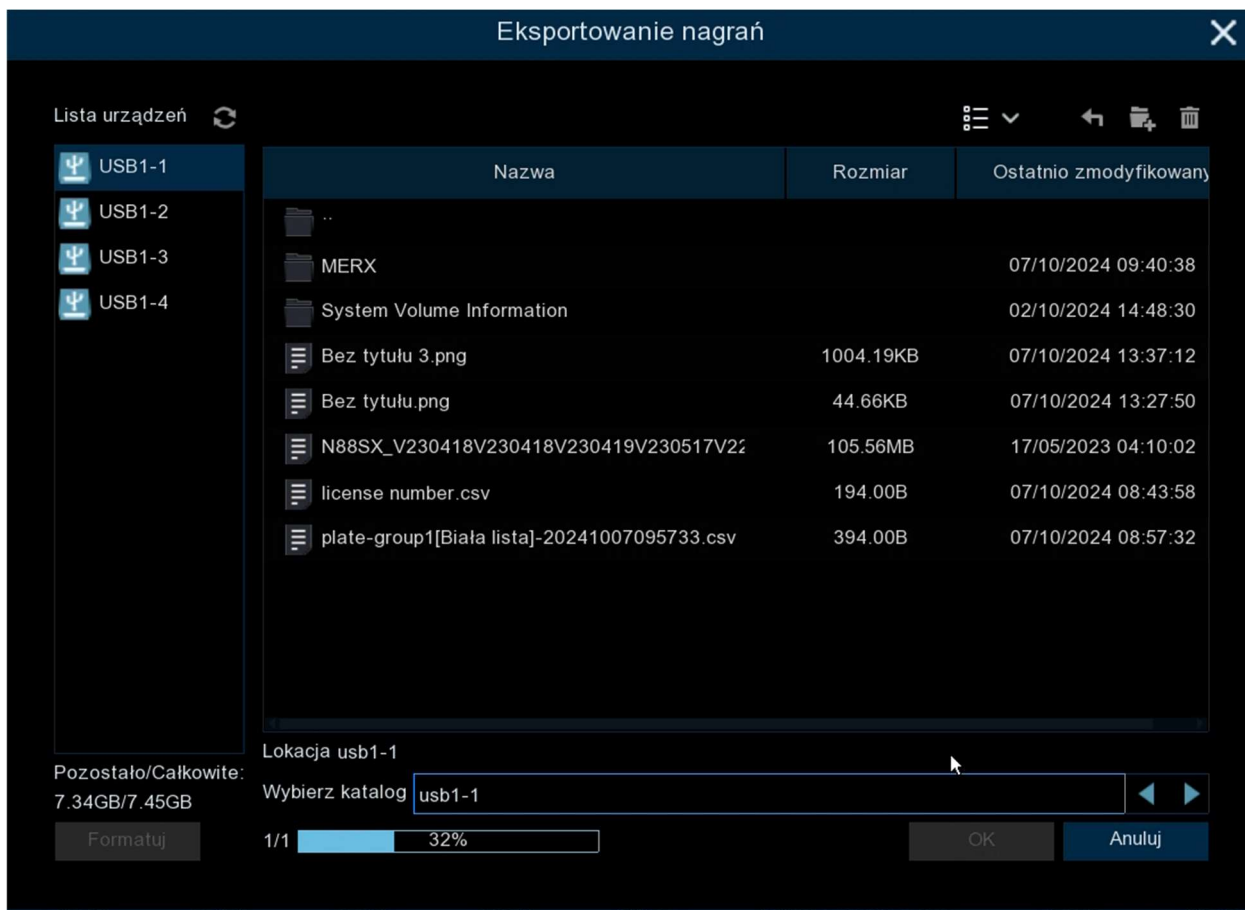 Eksportowanie nagrań
Lista urządzeń
USB1-1
USB1-2
USB1-3
USB1-4
Nazwa Rozmiar Ostatnio zmodyfikowany
..
MERX 07/10/2024 09:40:38
System Volume Information 02/10/2024 14:48:30
Bez tytułu 3.png 1004.19KB 07/10/2024 13:37:12
Bez tytułu.png 44.66KB 07/10/2024 13:27:50
N88SX_V230418V230418V230419V230517V22 105.56MB 17/05/2023 04:10:02
license number.csv 194.00B 07/10/2024 08:43:58
plate-group1[Biała lista]-20241007095733.csv 394.00B 07/10/2024 08:57:32
Lokacja usb1-1
Pozostało/Całkowite:
7.34GB/7.45GB
Wybierz katalog usb1-1
Formatuj
1/1 32%
OK Anuluj